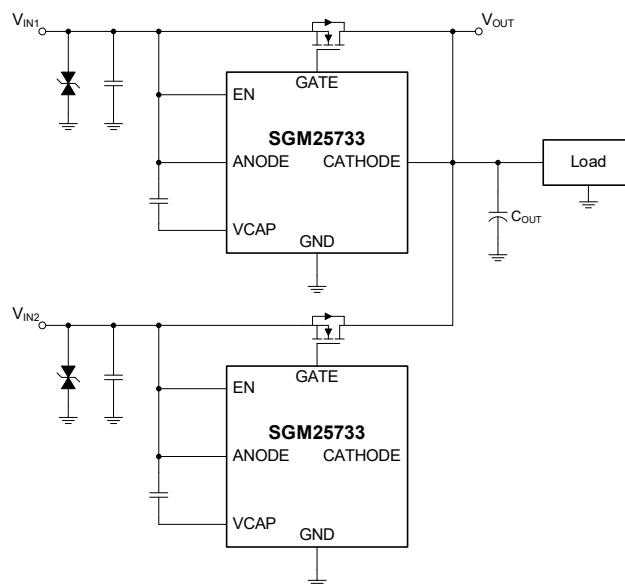 VIN1
VOUT
GATE
EN
SGM25733
ANODE CATHODE
Load
COUT
VCAP
GND
VIN2
GATE
EN
SGM25733
ANODE CATHODE
VCAP
GND